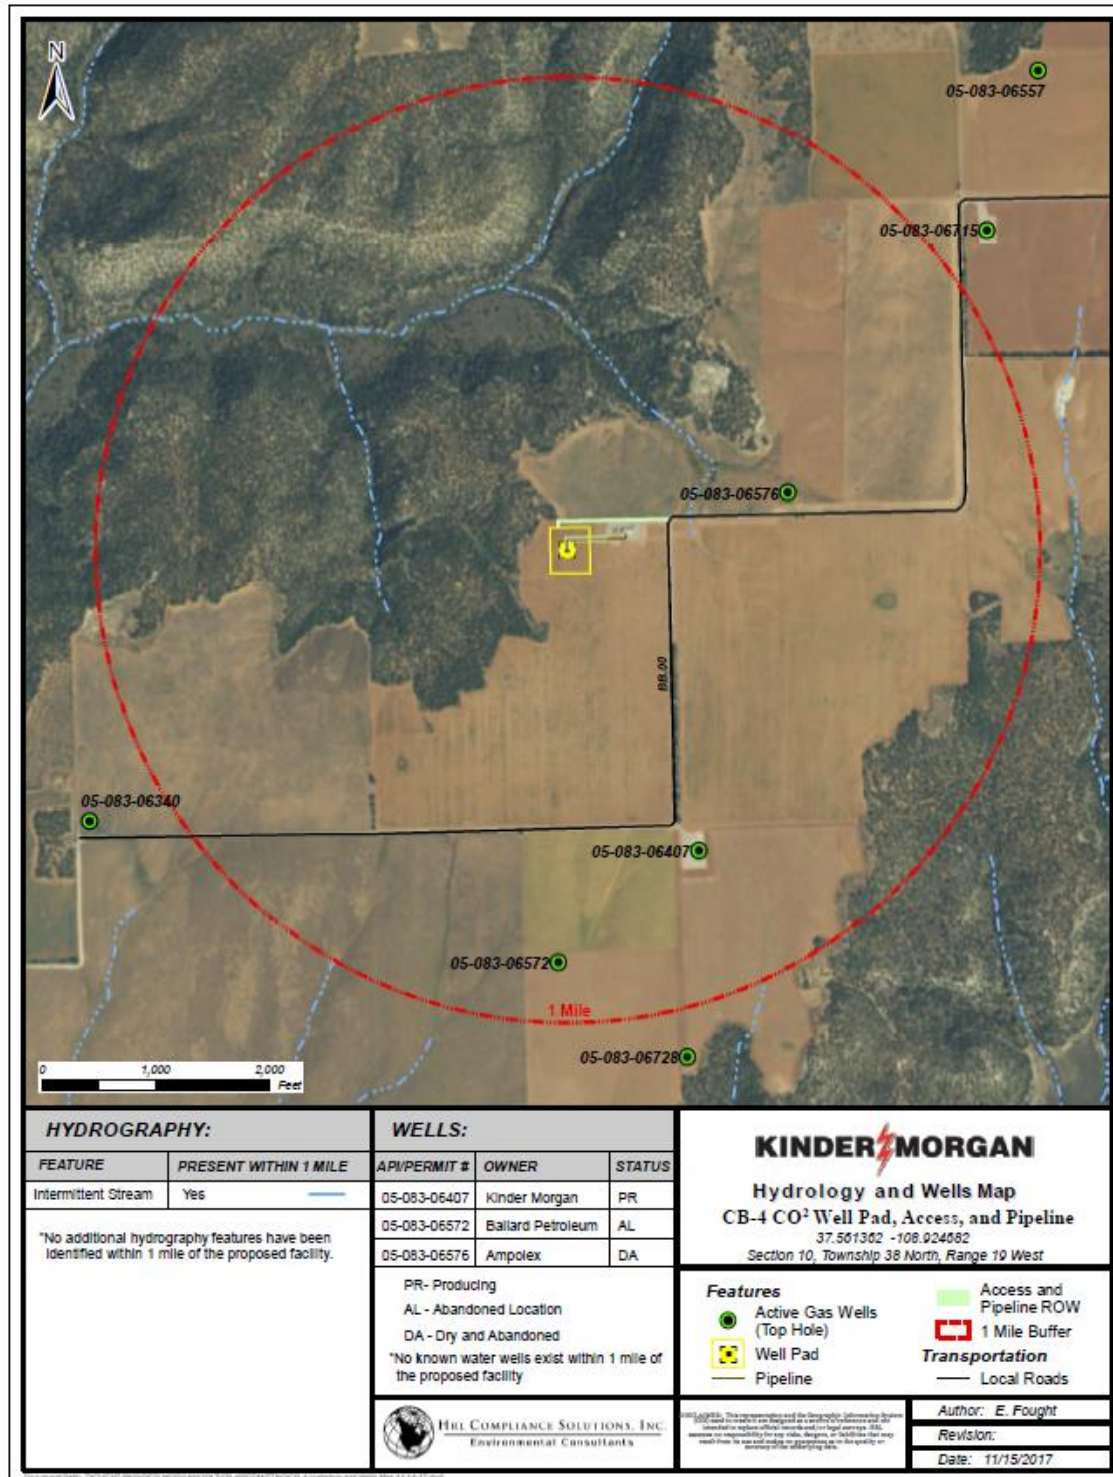 N
05-083-06557
05-083-06715
05-083-06576
BB.00
05-083-06340
05-083-06407
05-083-06572
1 Mile
05-083-06728
0 1,000 2,000
Feet
HYDROGRAPHY:
FEATURE PRESENT WITHIN 1 MILE
Intermittent Stream Yes
*No additional hydrography features have been
identified within 1 mile of the proposed facility.
WELLS:
API/PERMIT # OWNER STATUS
05-083-06407 Kinder Morgan PR
05-083-06572 Ballard Petroleum AL
05-083-06576 Ampolex DA
PR- Producing
AL - Abandoned Location
DA - Dry and Abandoned
*No known water wells exist within 1 mile of
the proposed facility
HRL COMPLIANCE SOLUTIONS, INC.
Environmental Consultants
KINDER MORGAN
Hydrology and Wells Map
CB-4 CO² Well Pad, Access, and Pipeline
37.561362 -108.924682
Section 10, Township 38 North, Range 19 West
Features
Active Gas Wells
(Top Hole)
Well Pad
Pipeline
Access and
Pipeline ROW
1 Mile Buffer
Transportation
Local Roads
Author: E. Fought
Revision:
Date: 11/15/2017